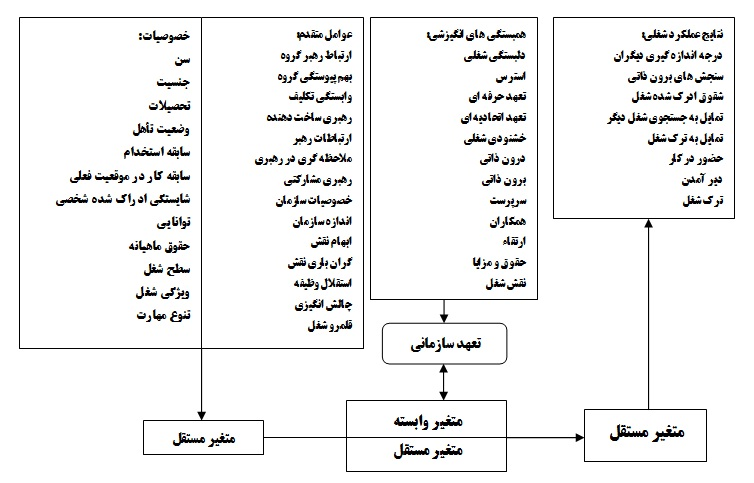 نتایج عملکرد شغلی:
درجه اندازه گیری دیگران
سنجش های برون ذاتی
شقوق ادرک شده شغل
تمایل به جستجوی شغل دیگر
تمایل به ترک شغل
حضور در کار
دیر آمدن
ترک شغل
همبستگی های انگیزشی:
دلبستگی شغلی
استرس
تعهد حرفه ای
تعهد اتحادیه ای
خشنودی شغلی
درون ذاتی
برون ذاتی
سرپرست
همکاران
ارتقاء
حقوق و مزایا
نقش شغل
عوامل متقدم:
ارتباط رهبر گروه
بهم پیوستگی گروه
وابستگی تکلیف
رهبری ساخت دهنده
ارتباطات رهبر
ملاحظه گری در رهبری
رهبری مشارکتی
خصوصیات سازمان
اندازه سازمان
ابهام نقش
گران باری نقش
استقلال وظیفه
چالش انگیزی
قلمرو شغل
خصوصیات:
سن
جنسیت
تحصیلات
وضعیت تأهل
سابقه استخدام
سابقه کار در موقعیت فعلی
شایستگی ادراک شده شخصی
توانایی
حقوق ماهیانه
سطح شغل
ویژگی شغل
تنوع مهارت
تعهد سازمانی
متغیر مستقل
متغیر وابسته
متغیر مستقل
متغیر مستقل